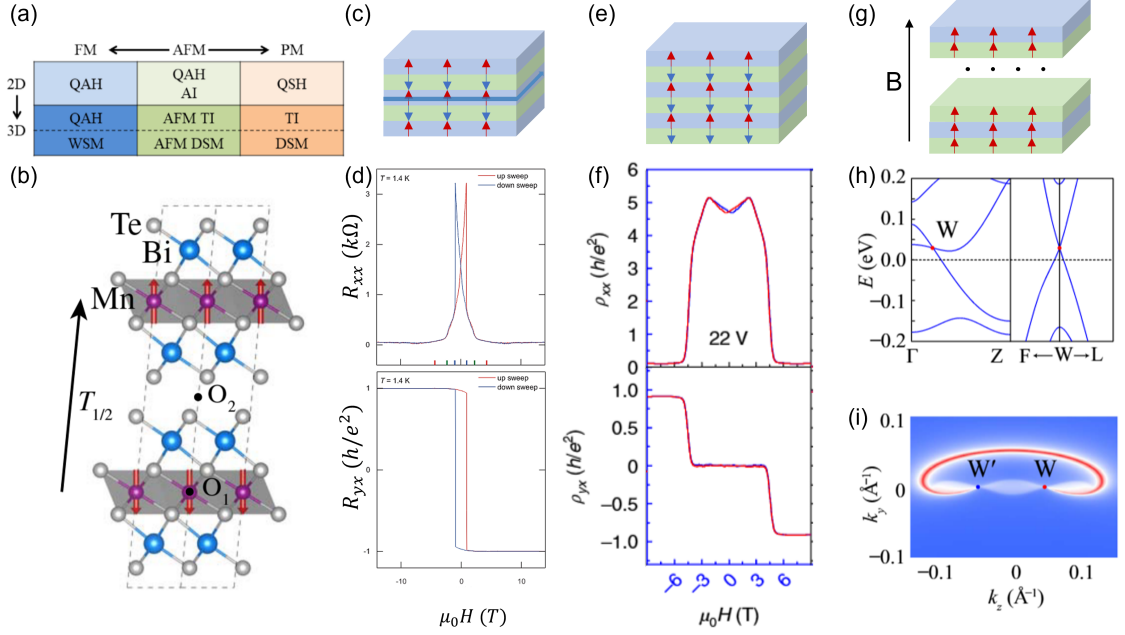 (a)
FM AFM PM
2D
3D
QAH
QAH
AI
QSH
QAH
AFM TI
TI
WSM
AFM DSM
DSM
(b)
Te
Bi
Mn
T1/2
O2
O1
(c)
(d)
T = 1.4 K
up sweep
down sweep
Rxx (kΩ)
3
2
1
0
T = 1.4 K
up sweep
down sweep
Ryx (h/e²)
1
0
-1
-10 0 10
μ0H (T)
(e)
(f)
ρxx (h/e²)
6
5
4
3
2
1
0
22 V
ρyx (h/e²)
1.0
0.5
0
−0.5
−1.0
−6 −3 0 3 6
μ0H (T)
(g)
B
(h)
E (eV)
0.2
0.1
0.0
−0.1
−0.2
W
Γ Z F←W→L
(i)
ky (Å⁻¹)
0.1
0
−0.1
W′ W
−0.1 0 0.1
kz (Å⁻¹)